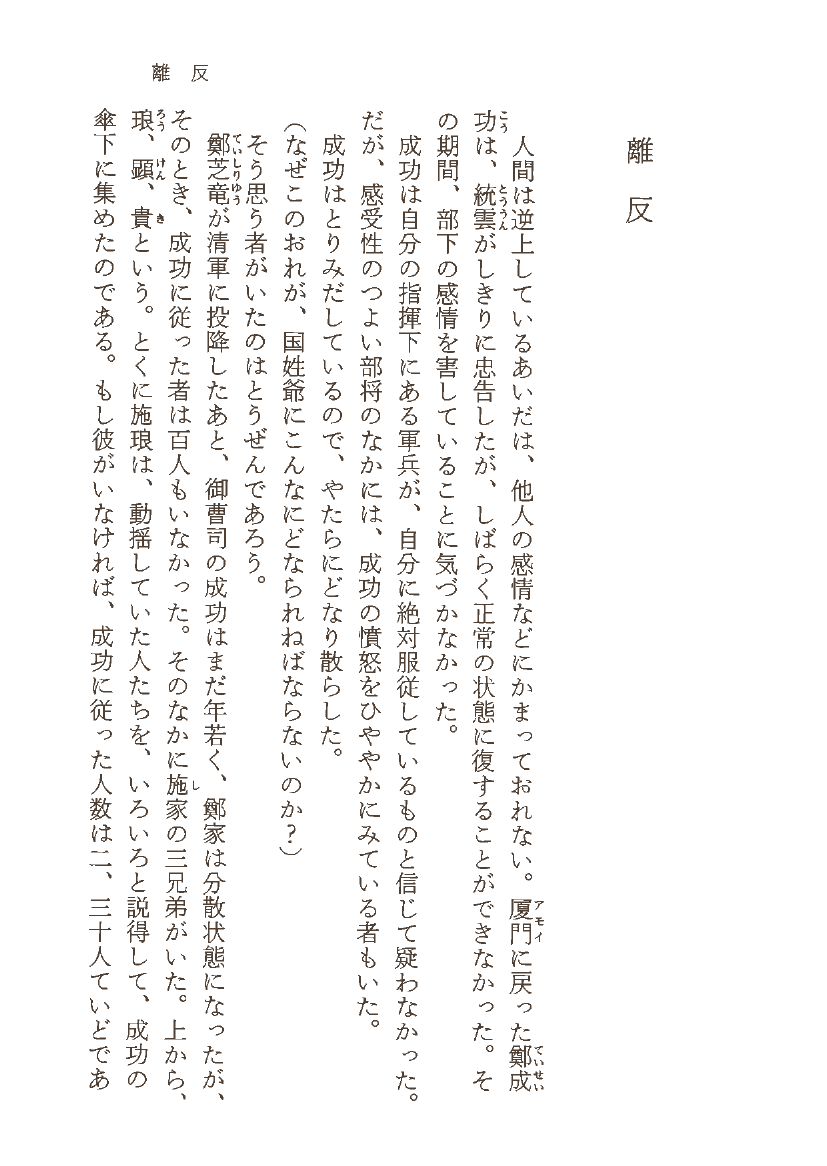 離反
離反
人間は逆上しているあいだは、他人の感情などにかまっておれない。厦門に戻った鄭成
功は、統雲がしきりに忠告したが、しばらく正常の状態に復することができなかった。そ
の期間、部下の感情を害していることに気づかなかった。
成功は自分の指揮下にある軍兵が、自分に絶対服従しているものと信じて疑わなかった。
だが、感受性のつよい部将のなかには、成功の憤怒をひややかにみている者もいた。
成功はとりみだしているので、やたらにどなり散らした。
（なぜこのおれが、国姓爺にこんなにどなられねばならないのか？）
そう思う者がいたのはとうぜんであろう。
鄭芝竜が清軍に投降したあと、御曹司の成功はまだ年若く、鄭家は分散状態になったが、
そのとき、成功に従った者は百人もいなかった。そのなかに施家の三兄弟がいた。上から、
琅、顕、貴という。とくに施琅は、動揺していた人たちを、いろいろと説得して、成功の
傘下に集めたのである。もし彼がいなければ、成功に従った人数は二、三十人ていどであ